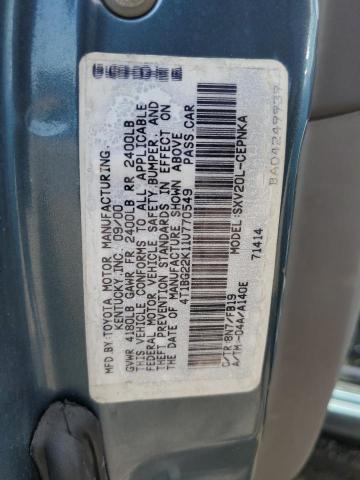 MFD. BY TOYOTA MOTOR MANUFACTURING,
KENTUCKY, INC. 09/00
GVWR 4180LB GAWR FR 2400LB RR 2400LB
THIS VEHICLE CONFORMS TO ALL APPLICABLE
FEDERAL MOTOR VEHICLE SAFETY, BUMPER, AND
THEFT PREVENTION STANDARDS IN EFFECT ON
THE DATE OF MANUFACTURE SHOWN ABOVE
4T1BG22K11U770549 PASS.CAR
C/TR:8N7/FB19 MODEL:SXV20L-CEPNKA
A/TM:-04A/A140E 71414
BA04249939